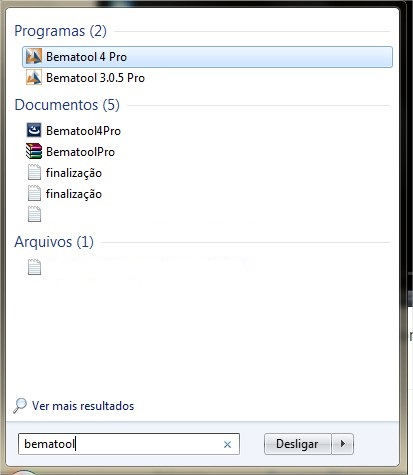 Programas (2)
Bematool 4 Pro
Bematool 3.0.5 Pro
Documentos (5)
Bematool4Pro
BematoolPro
finalização
finalização
Arquivos (1)
Ver mais resultados
bematool
Desligar